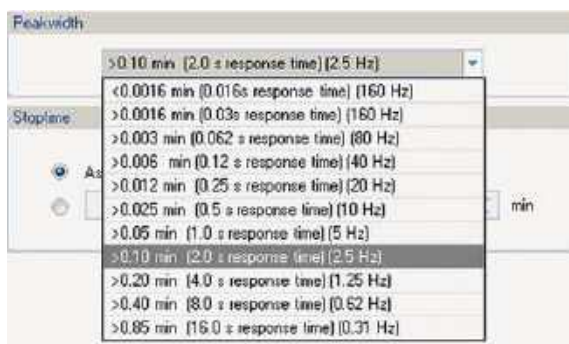 Peakwidth
>0.10 min (2.0 s response time) (2.5 Hz)
<0.0016 min (0.016s response time) (160 Hz)
>0.0016 min (0.03s response time) (160 Hz)
>0.003 min (0.062 s response time) (80 Hz)
>0.006 min (0.12 s response time) (40 Hz)
>0.012 min (0.25 s response time) (20 Hz)
>0.025 min (0.5 s response time) (10 Hz)
>0.05 min (1.0 s response time) (5 Hz)
>0.10 min (2.0 s response time) (2.5 Hz)
>0.20 min (4.0 s response time) (1.25 Hz)
>0.40 min (8.0 s response time) (0.62 Hz)
>0.85 min (16.0 s response time) (0.31 Hz)
Stoptime
As
min